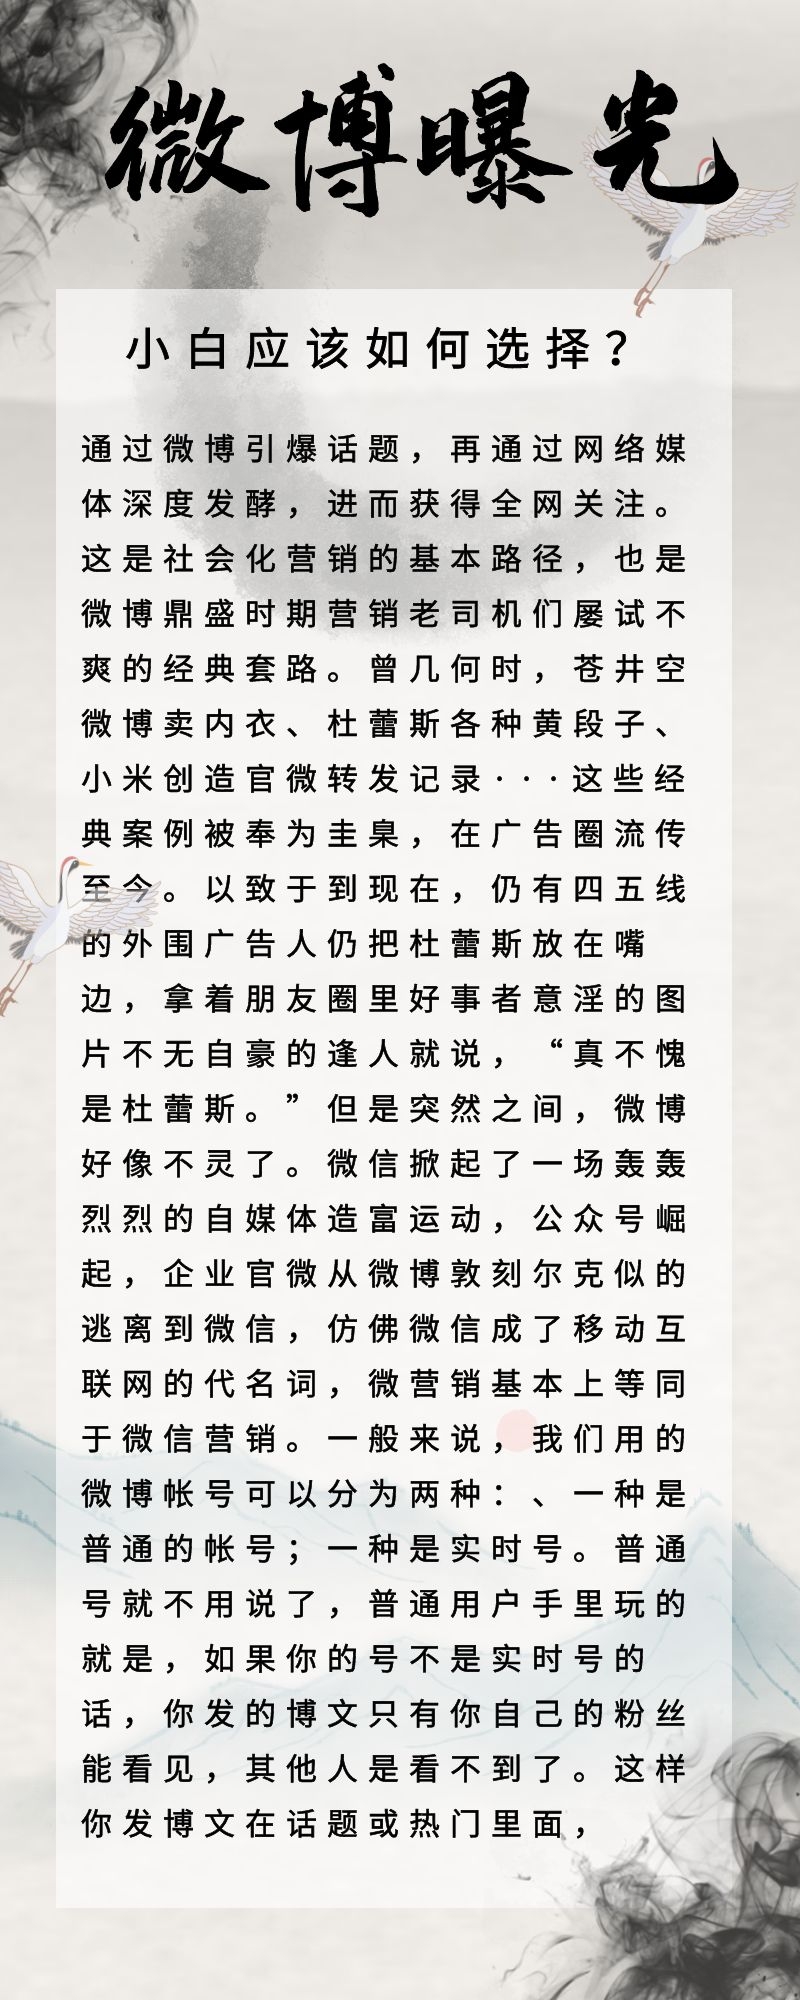 微博曝光
小白应该如何选择？
通过微博引爆话题，再通过网络媒
体深度发酵，进而获得全网关注。
这是社会化营销的基本路径，也是
微博鼎盛时期营销老司机们屡试不
爽的经典套路。曾几何时，苍井空
微博卖内衣、杜蕾斯各种黄段子、
小米创造官微转发记录···这些经
典案例被奉为圭臬，在广告圈流传
至今。以致于到现在，仍有四五线
的外围广告人仍把杜蕾斯放在嘴
边，拿着朋友圈里好事者意淫的图
片不无自豪的逢人就说，“真不愧
是杜蕾斯。”但是突然之间，微博
好像不灵了。微信掀起了一场轰轰
烈烈的自媒体造富运动，公众号崛
起，企业官微从微博敦刻尔克似的
逃离到微信，仿佛微信成了移动互
联网的代名词，微营销基本上等同
于微信营销。一般来说，我们用的
微博帐号可以分为两种：、一种是
普通的帐号；一种是实时号。普通
号就不用说了，普通用户手里玩的
就是，如果你的号不是实时号的
话，你发的博文只有你自己的粉丝
能看见，其他人是看不到了。这样
你发博文在话题或热门里面，